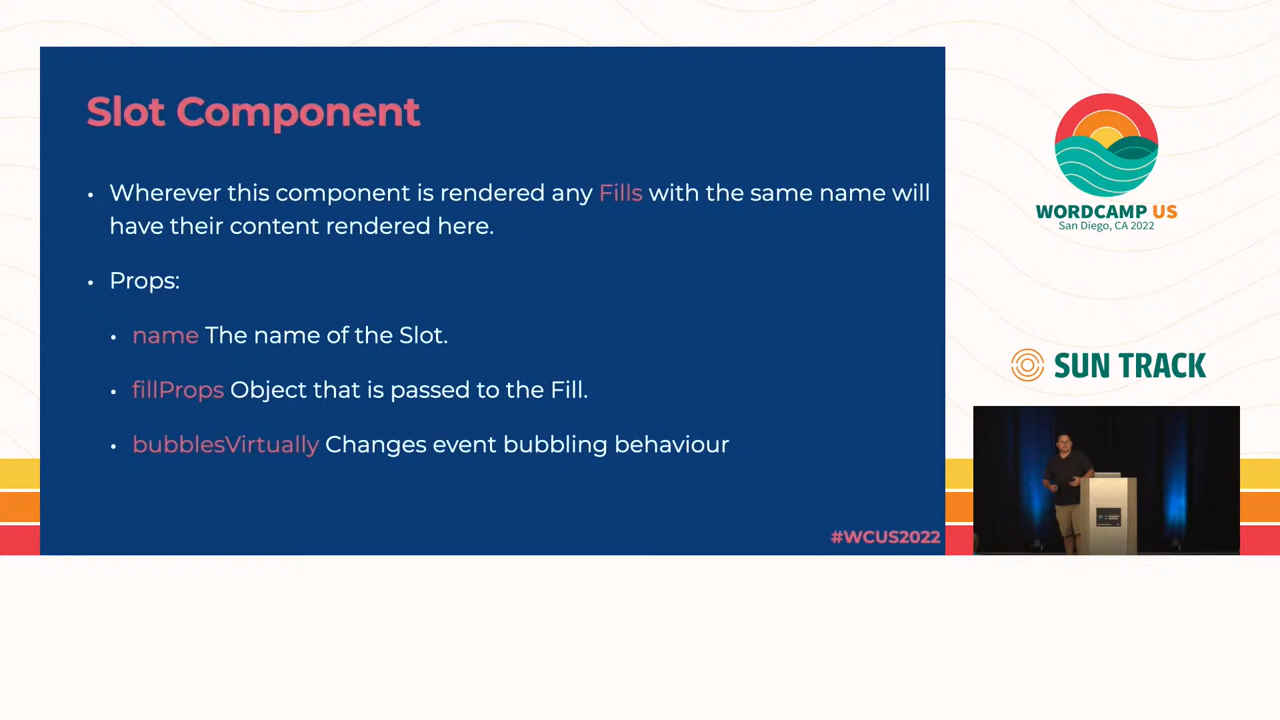 Slot Component
• Wherever this component is rendered any Fills with the same name will
have their content rendered here.
• Props:
• name The name of the Slot.
• fillProps Object that is passed to the Fill.
• bubblesVirtually Changes event bubbling behaviour
#WCUS2022
WORDCAMP US
San Diego, CA 2022
SUN TRACK